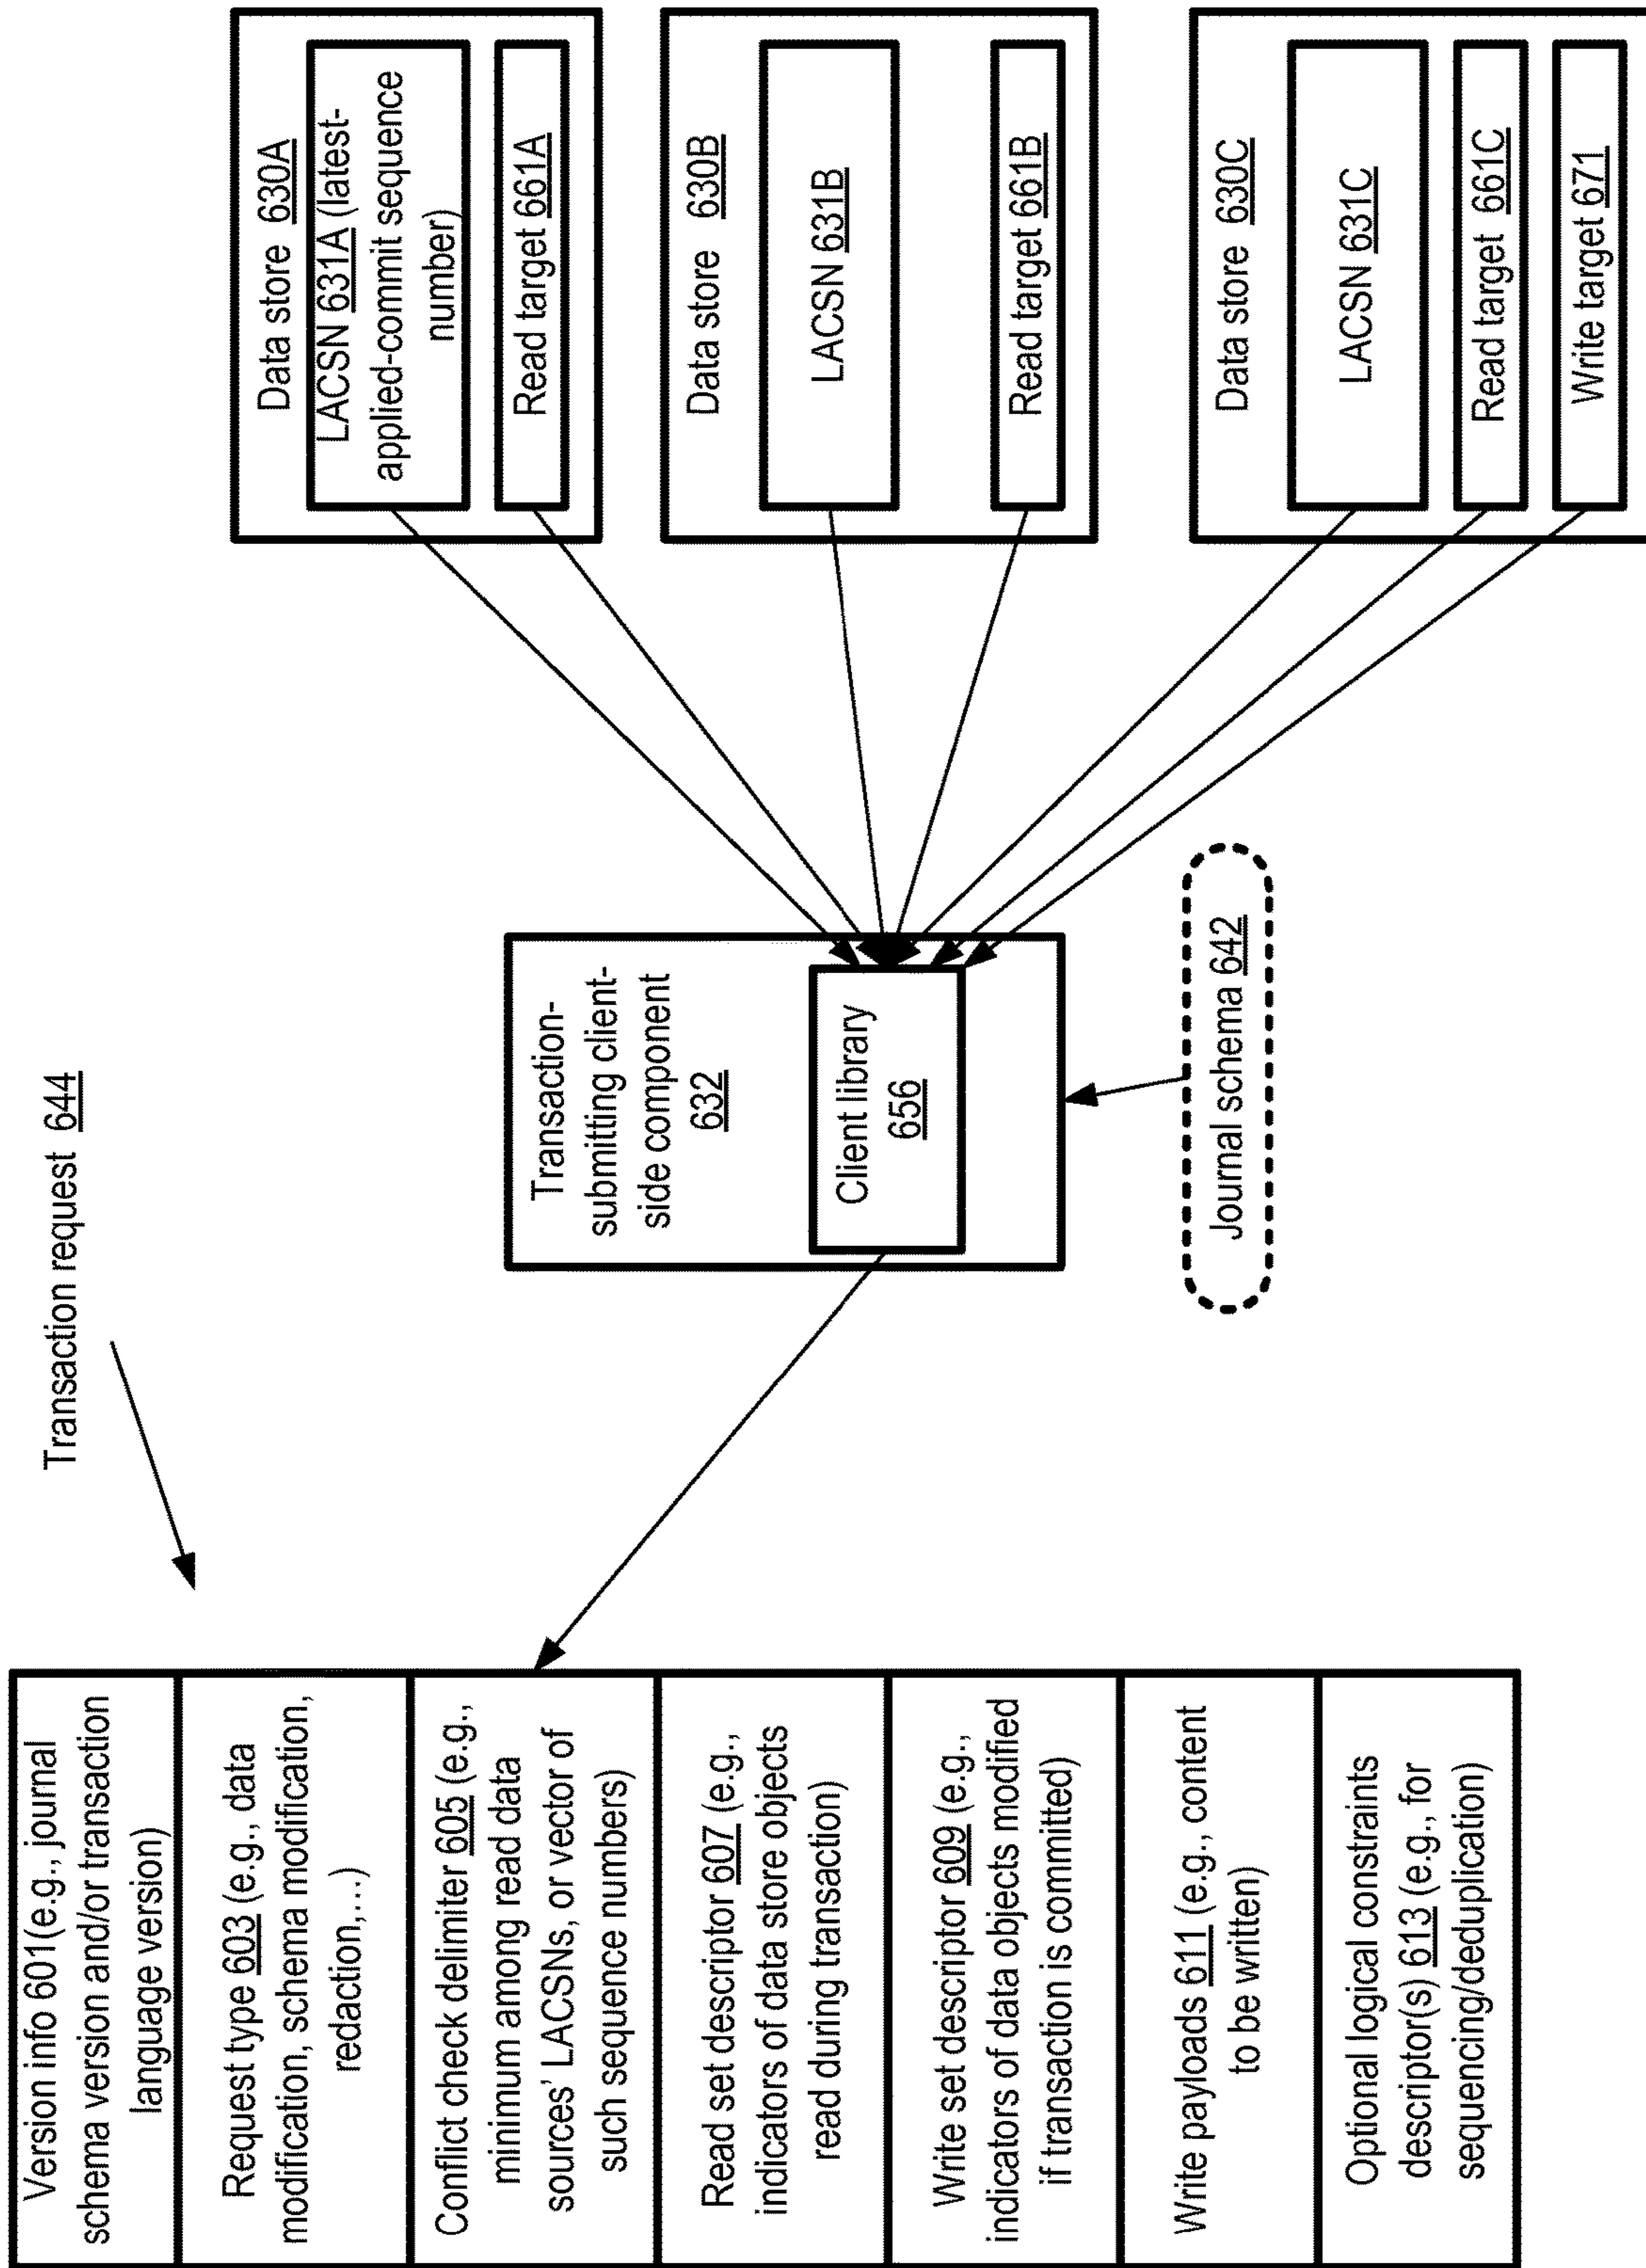 Transaction request 644
Version info 601(e.g., journal
schema version and/or transaction
language version)
Request type 603 (e.g., data
modification, schema modification,
redaction,…)
Conflict check delimiter 605 (e.g.,
minimum among read data
sources’ LACSNs, or vector of
such sequence numbers)
Read set descriptor 607 (e.g.,
indicators of data store objects
read during transaction)
Write set descriptor 609 (e.g.,
indicators of data objects modified
if transaction is committed)
Write payloads 611 (e.g., content
to be written)
Optional logical constraints
descriptor(s) 613 (e.g., for
sequencing/deduplication)
Transaction-
submitting client-
side component
632
Client library
656
Journal schema 642
Data store 630A
LACSN 631A (latest-
applied-commit sequence
number)
Read target 661A
Data store 630B
LACSN 631B
Read target 661B
Data store 630C
LACSN 631C
Read target 661C
Write target 671